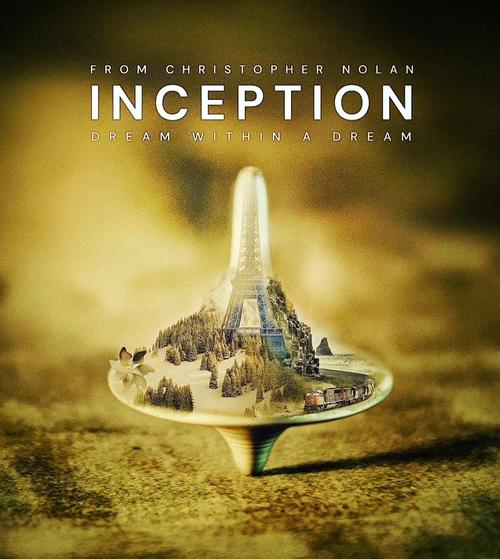 FROM CHRISTOPHER NOLAN
INCEPTION
DREAM WITHIN A DREAM